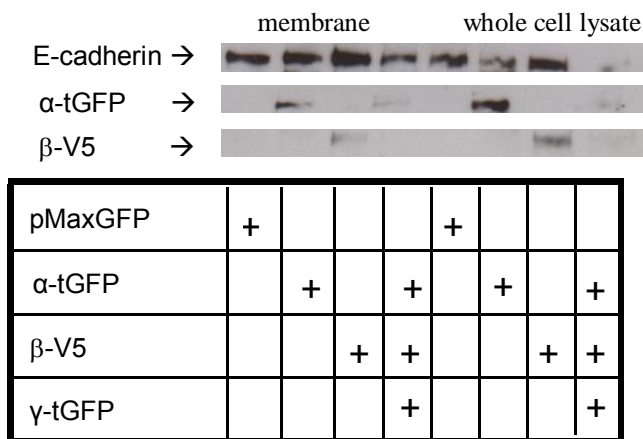 membrane whole cell lysate
E-cadherin →
α-tGFP →
β-V5 →
pMaxGFP + +
α-tGFP + + + +
β-V5 + + + +
γ-tGFP + +